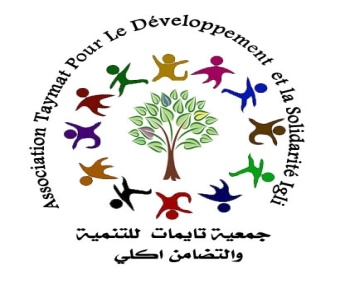 Association Taymat Pour Le Développement et la Solidarité Igli
جمعية تايمات للتنمية
والتضامن اكلي